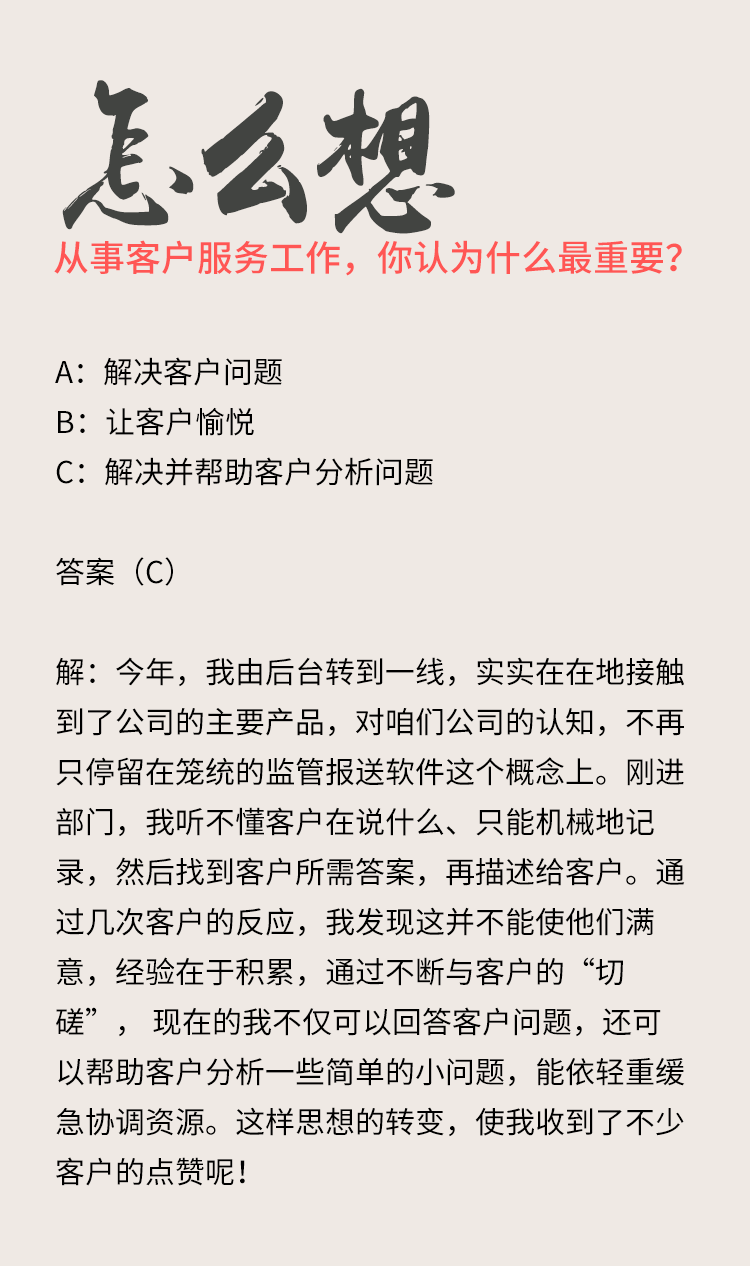 怎么想
从事客户服务工作，你认为什么最重要？
A：解决客户问题
B：让客户愉悦
C：解决并帮助客户分析问题
答案（C）
解：今年，我由后台转到一线，实实在在地接触
到了公司的主要产品，对咱们公司的认知，不再
只停留在笼统的监管报送软件这个概念上。刚进
部门，我听不懂客户在说什么、只能机械地记
录，然后找到客户所需答案，再描述给客户。通
过几次客户的反应，我发现这并不能使他们满
意，经验在于积累，通过不断与客户的“切
磋”， 现在的我不仅可以回答客户问题，还可
以帮助客户分析一些简单的小问题，能依轻重缓
急协调资源。这样思想的转变，使我收到了不少
客户的点赞呢！